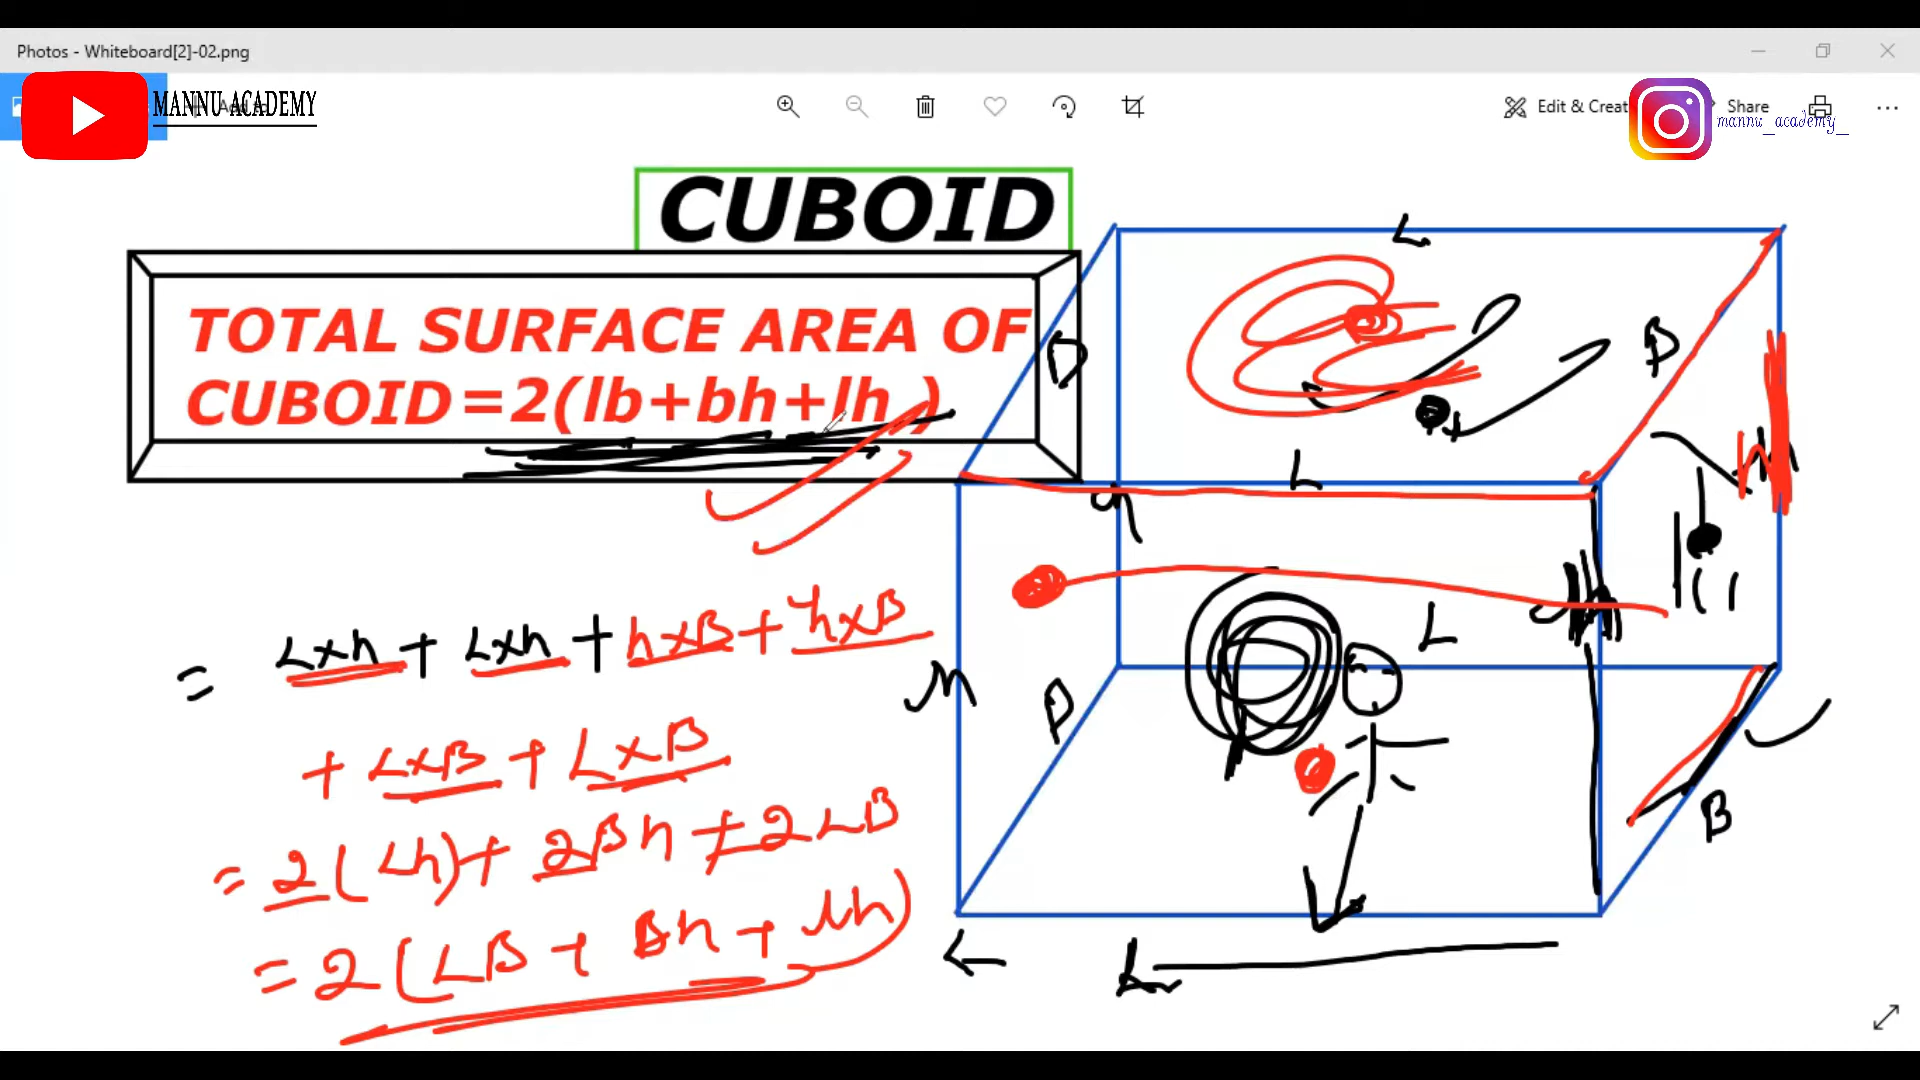 Photos - Whiteboard[2]-02.png
MANNU ACADEMY
Edit & Creat
Share
mannu_academy_
CUBOID
TOTAL SURFACE AREA OF
CUBOID =2(lb+bh+lh )
L
B
L
h
L
h
B
L
= L×h + L×h + h×B + h×B
+ L×B + L×B
= 2(Lh) + 2Bh + 2LB
= 2(LB + Bh + Lh)